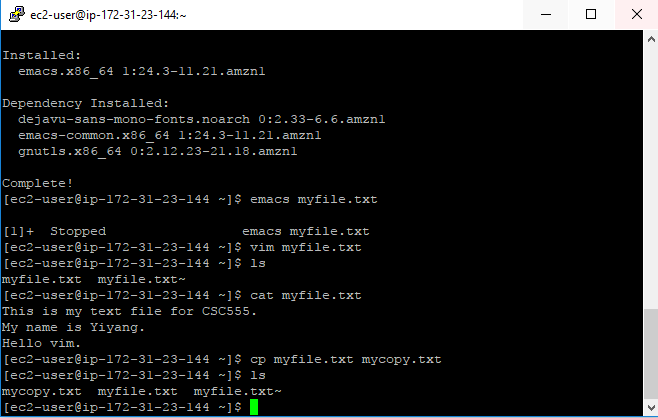 ec2-user@ip-172-31-23-144:~
Installed:
  emacs.x86_64 1:24.3-11.21.amzn1
Dependency Installed:
  dejavu-sans-mono-fonts.noarch 0:2.33-6.6.amzn1
  emacs-common.x86_64 1:24.3-11.21.amzn1
  gnutls.x86_64 0:2.12.23-21.18.amzn1
Complete!
[ec2-user@ip-172-31-23-144 ~]$ emacs myfile.txt
[1]+  Stopped                 emacs myfile.txt
[ec2-user@ip-172-31-23-144 ~]$ vim myfile.txt
[ec2-user@ip-172-31-23-144 ~]$ ls
myfile.txt  myfile.txt~
[ec2-user@ip-172-31-23-144 ~]$ cat myfile.txt
This is my text file for CSC555.
My name is Yiyang.
Hello vim.
[ec2-user@ip-172-31-23-144 ~]$ cp myfile.txt mycopy.txt
[ec2-user@ip-172-31-23-144 ~]$ ls
mycopy.txt  myfile.txt  myfile.txt~
[ec2-user@ip-172-31-23-144 ~]$